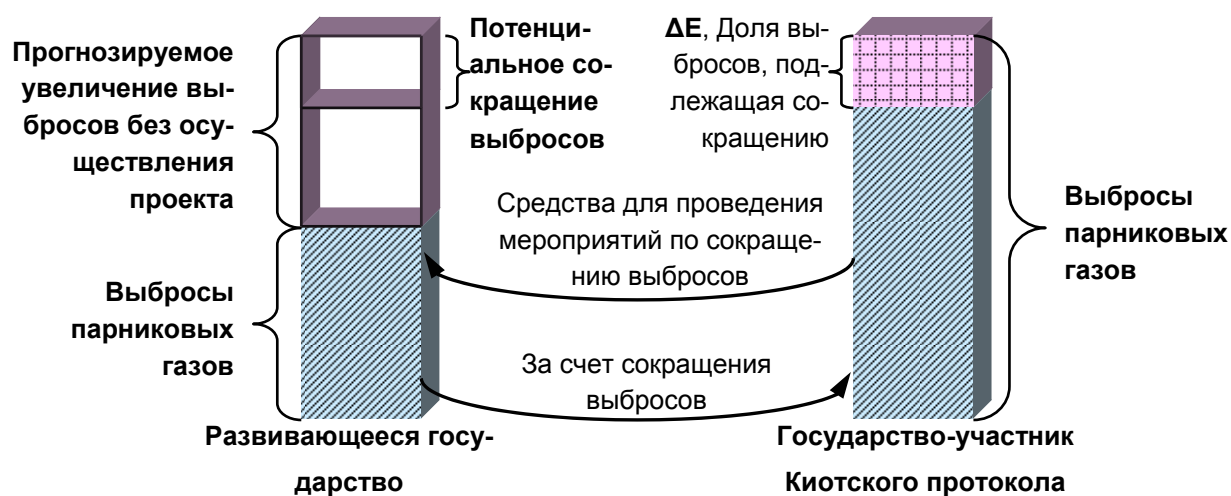 Прогнозируемое
увеличение вы-
бросов без осу-
ществления
проекта
Потенци-
альное со-
кращение
выбросов
ΔE, Доля вы-
бросов, под-
лежащая со-
кращению
Выбросы
парниковых
газов
Средства для проведения
мероприятий по сокраще-
нию выбросов
Выбросы
парниковых
газов
За счет сокращения
выбросов
Развивающееся госу-
дарство
Государство-участник
Киотского протокола